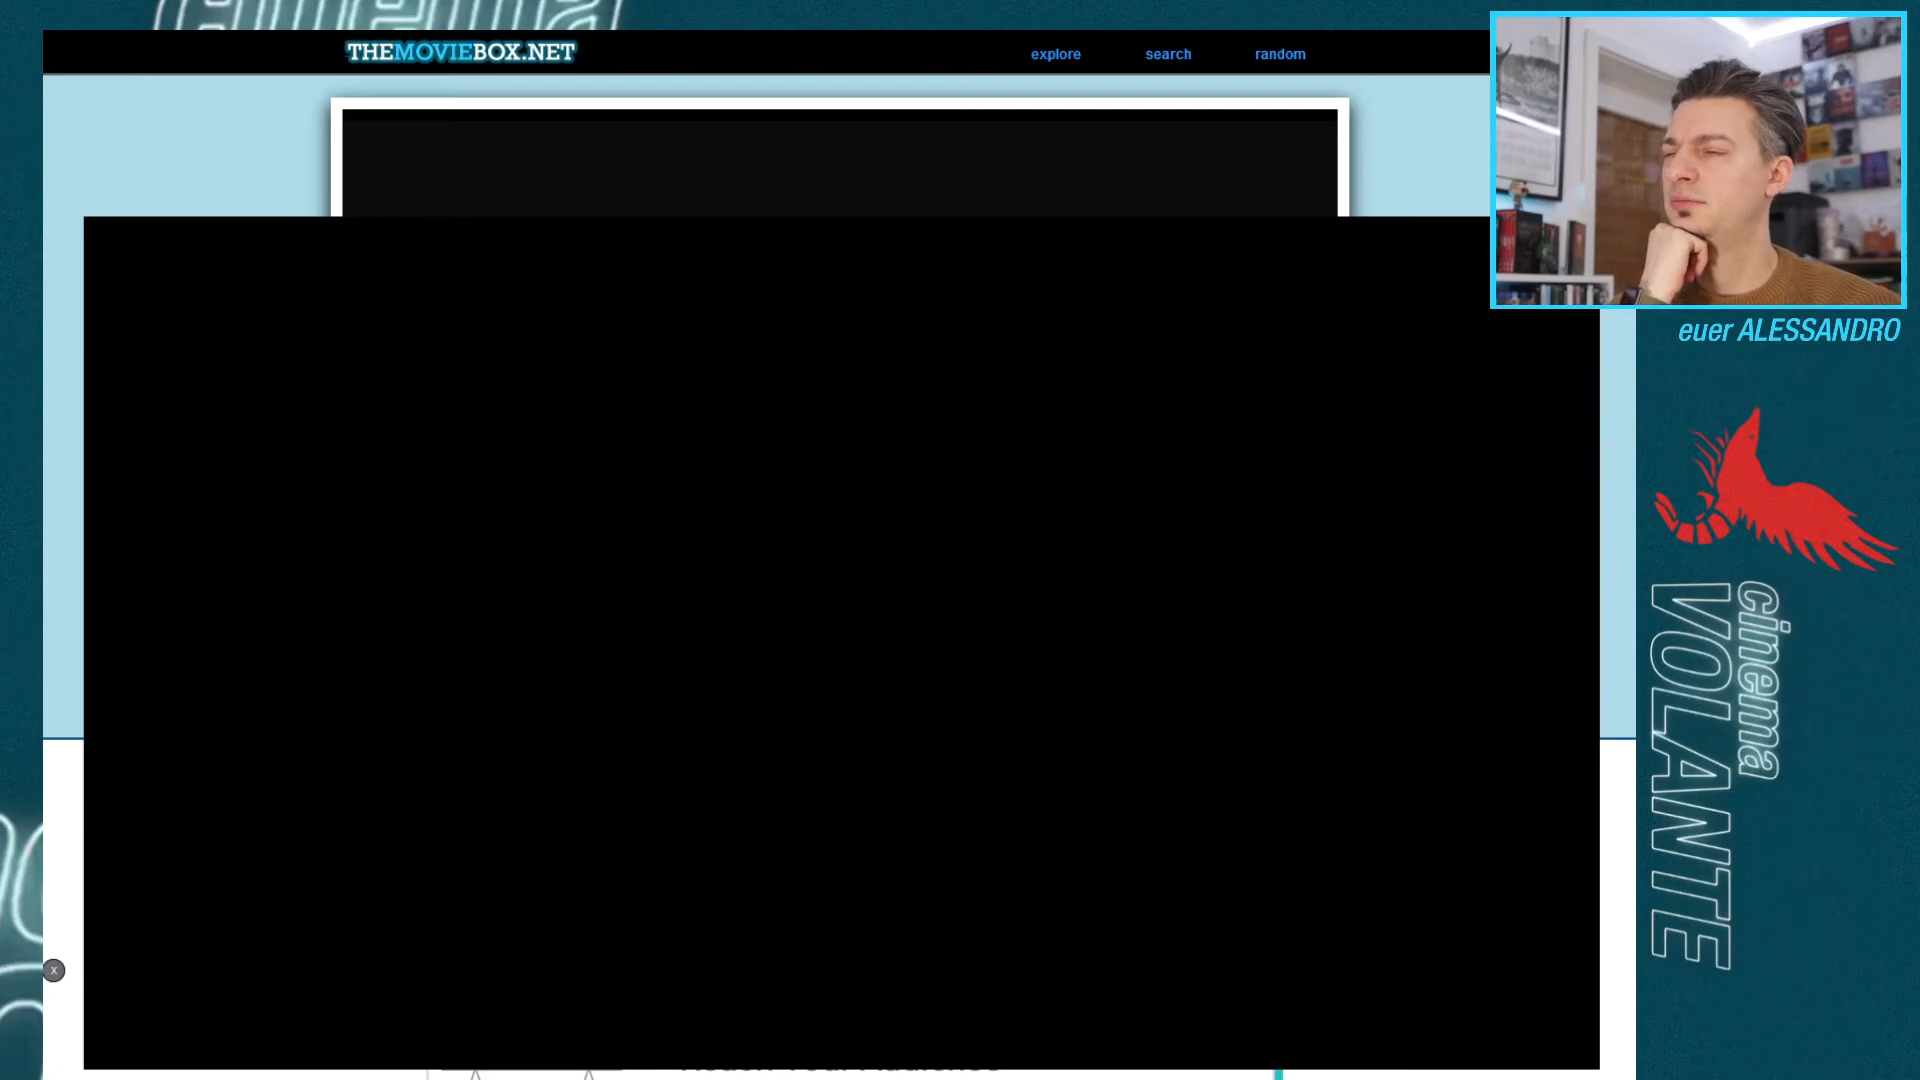 THEMOVIEBOX.NET
explore
search
random
euer ALESSANDRO
cinema
VOLANTE
x